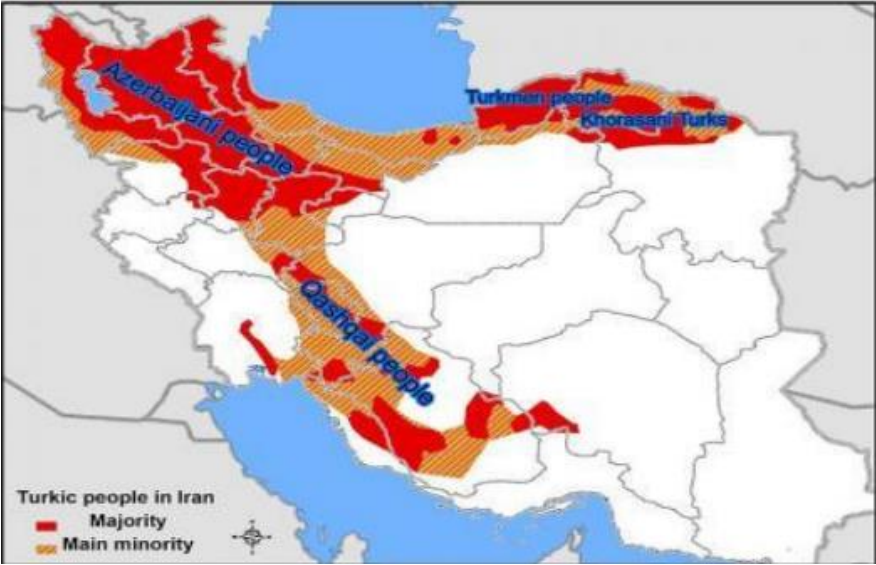 Azerbaijani people
Turkmen people
Khorasani Turks
Qashqai people
Turkic people in Iran
Majority
Main minority